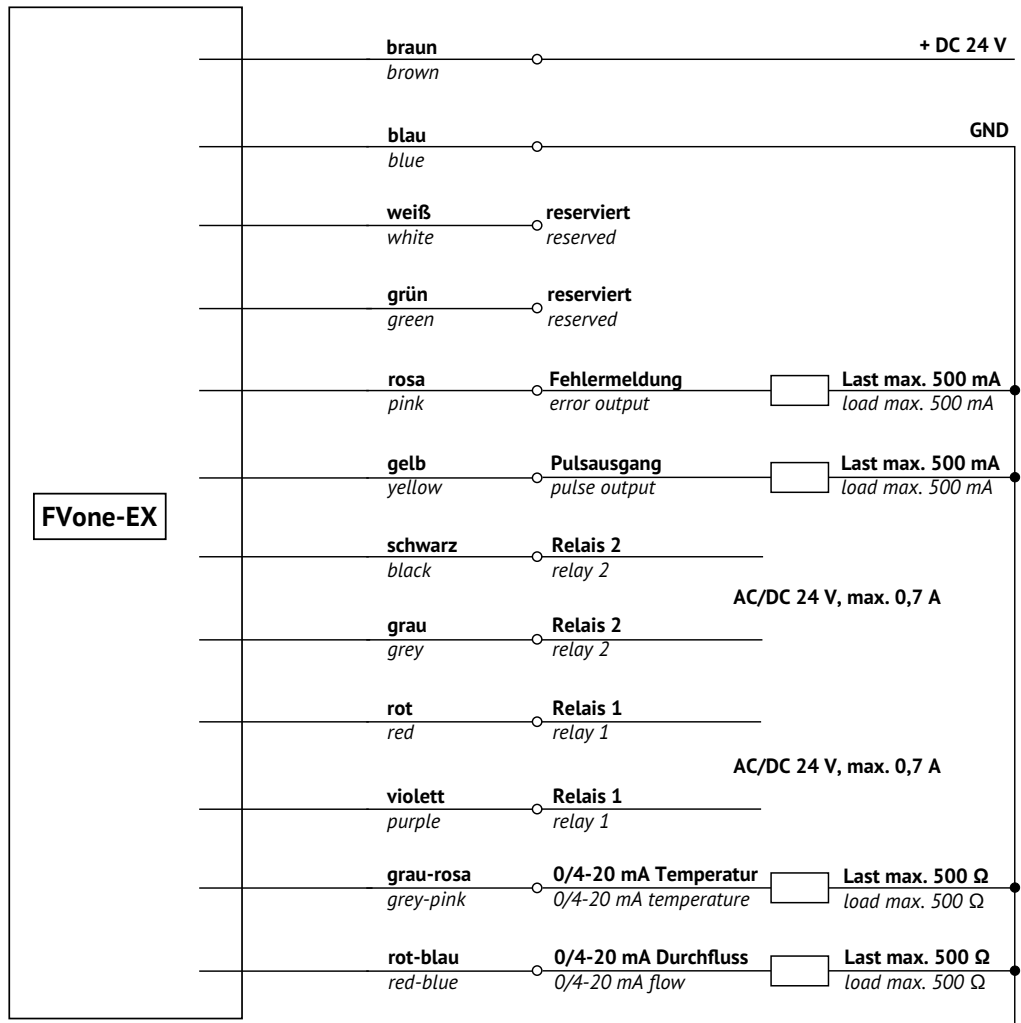 braun + DC 24 V
brown
GND
blau
blue
weiß reserviert
white reserved
grün reserviert
green reserved
rosa Fehlermeldung Last max. 500 mA
pink error output load max. 500 mA
gelb Pulsausgang Last max. 500 mA
yellow pulse output load max. 500 mA
FVone-EX
schwarz Relais 2
black relay 2
AC/DC 24 V, max. 0,7 A
grau Relais 2
grey relay 2
rot Relais 1
red relay 1
AC/DC 24 V, max. 0,7 A
violett Relais 1
purple relay 1
grau-rosa 0/4-20 mA Temperatur Last max. 500 Ω
grey-pink 0/4-20 mA temperature load max. 500 Ω
rot-blau 0/4-20 mA Durchfluss Last max. 500 Ω
red-blue 0/4-20 mA flow load max. 500 Ω